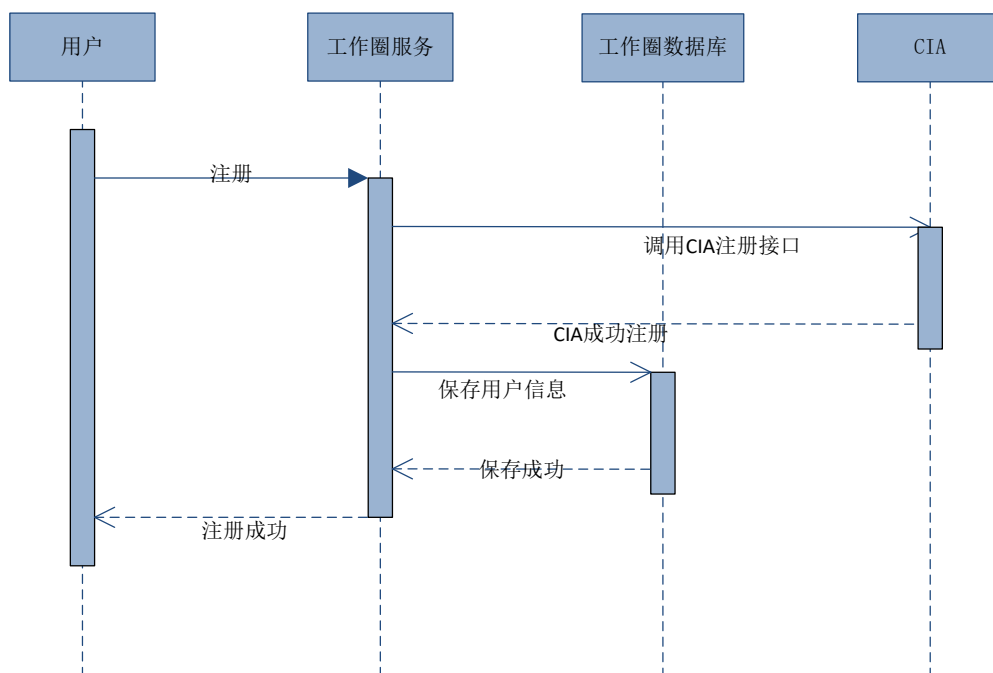 用户
工作圈服务
工作圈数据库
CIA
注册
调用CIA注册接口
CIA成功注册
保存用户信息
保存成功
注册成功